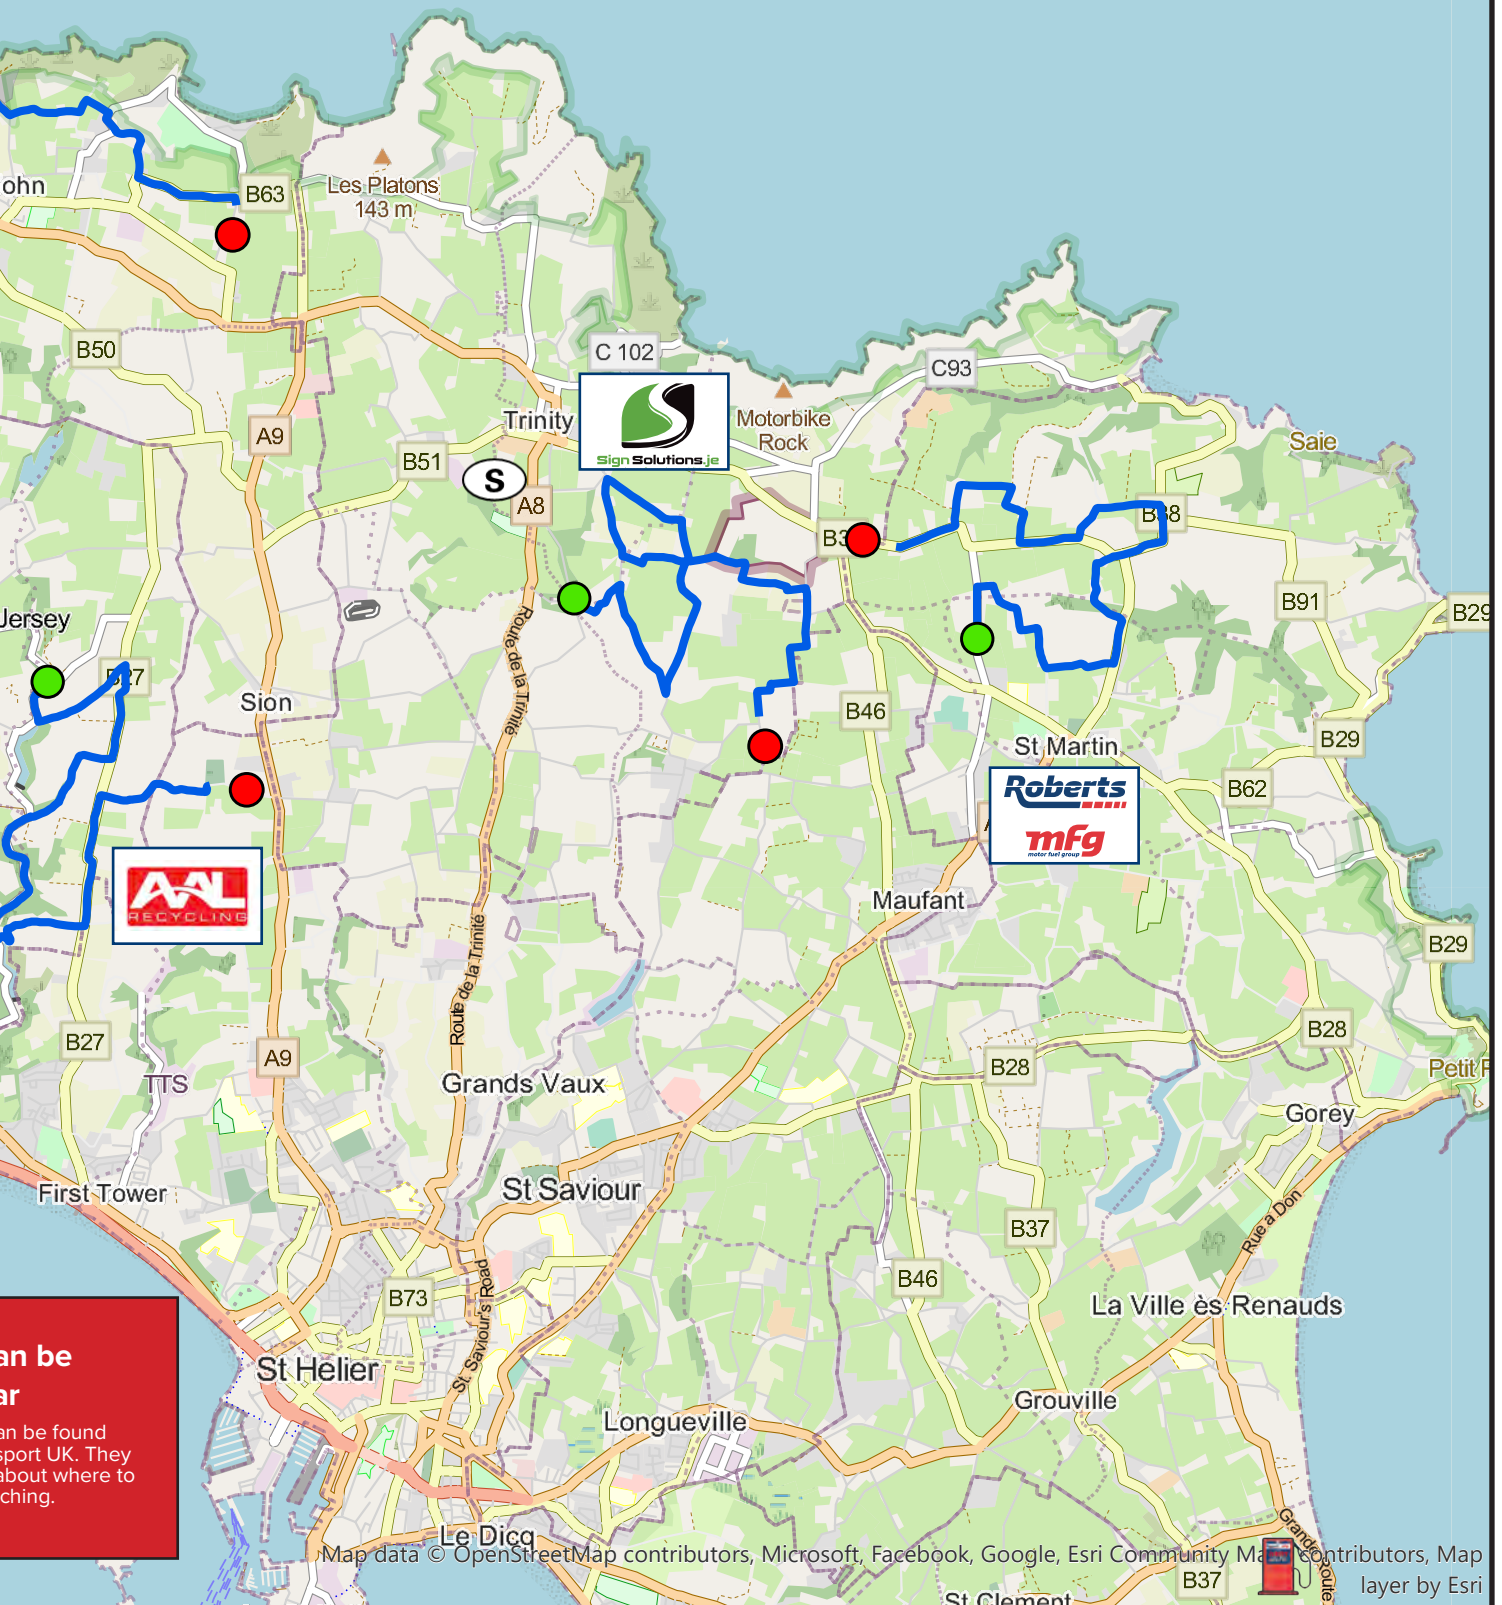 ohn
B63
Les Platons
143 m
B50
C 102
C93
A9
Trinity
SignSolutions.je
Motorbike
Rock
Saie
B51
S
A8
Jersey
B91
B29
Route de la Trinité
Sion
B46
St Martin
B29
B62
Roberts
mfg
motor fuel group
AAL
RECYCLING
Maufant
B29
Route de la Trinité
B27
A9
TTS
Grands Vaux
B28
B28
Petit
Gorey
First Tower
St Saviour
B37
Rue a Don
B46
B73
St Saviour's Road
La Ville ès Renauds
an be
ar
an be found
sport UK. They
about where to
ching.
St Helier
Longueville
Grouville
Le Dicq
Grande Route
Map data © OpenStreetMap contributors, Microsoft, Facebook, Google, Esri Community Maps contributors, Map
layer by Esri
B37
St Clement